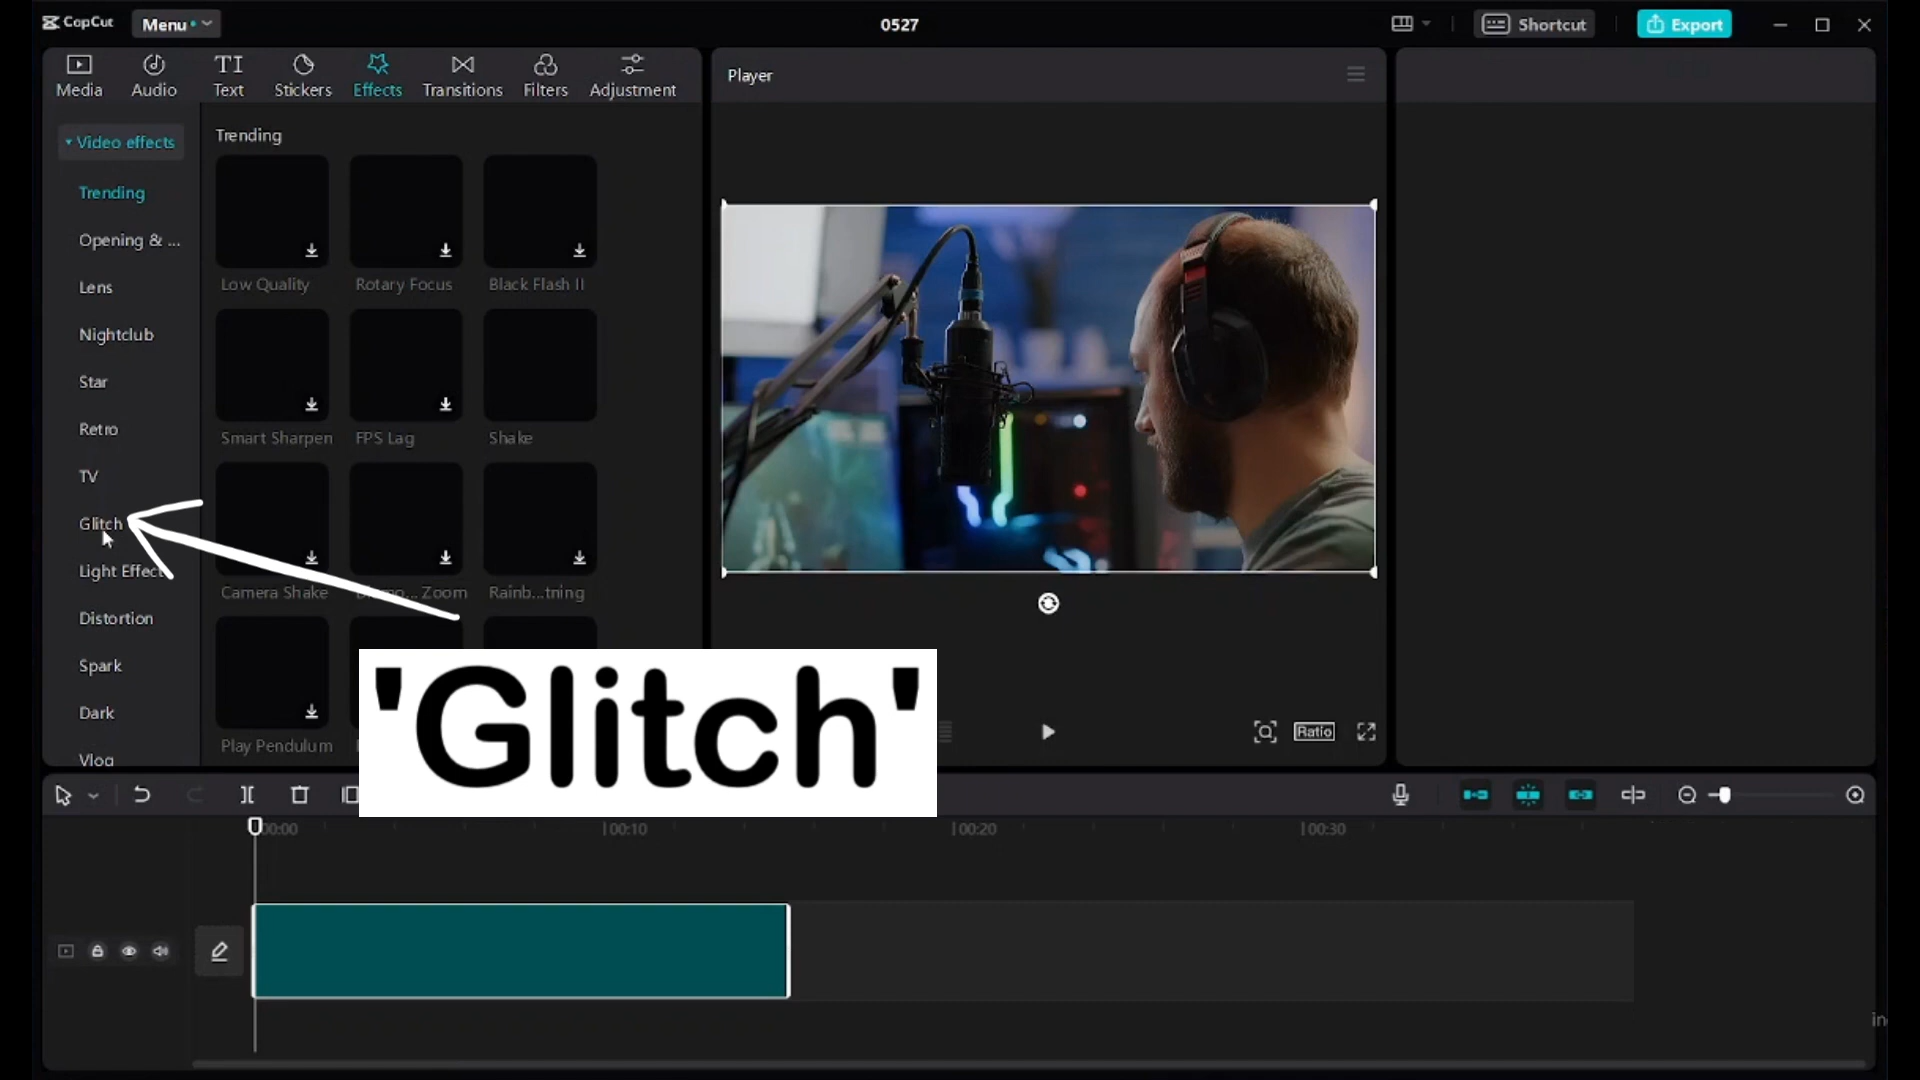 CapCut
Menu
0527
Shortcut
Export
Media
Audio
Text
Stickers
Effects
Transitions
Filters
Adjustment
Player
Video effects
Trending
Opening & ...
Lens
Nightclub
Star
Retro
TV
Glitch
Light Effect
Distortion
Spark
Dark
Vlog
Trending
Low Quality
Rotary Focus
Black Flash II
Smart Sharpen
FPS Lag
Shake
Camera Shake
Zoom
Rainb...tning
Play Pendulum
'Glitch'
Ratio
00:00
00:10
00:20
00:30